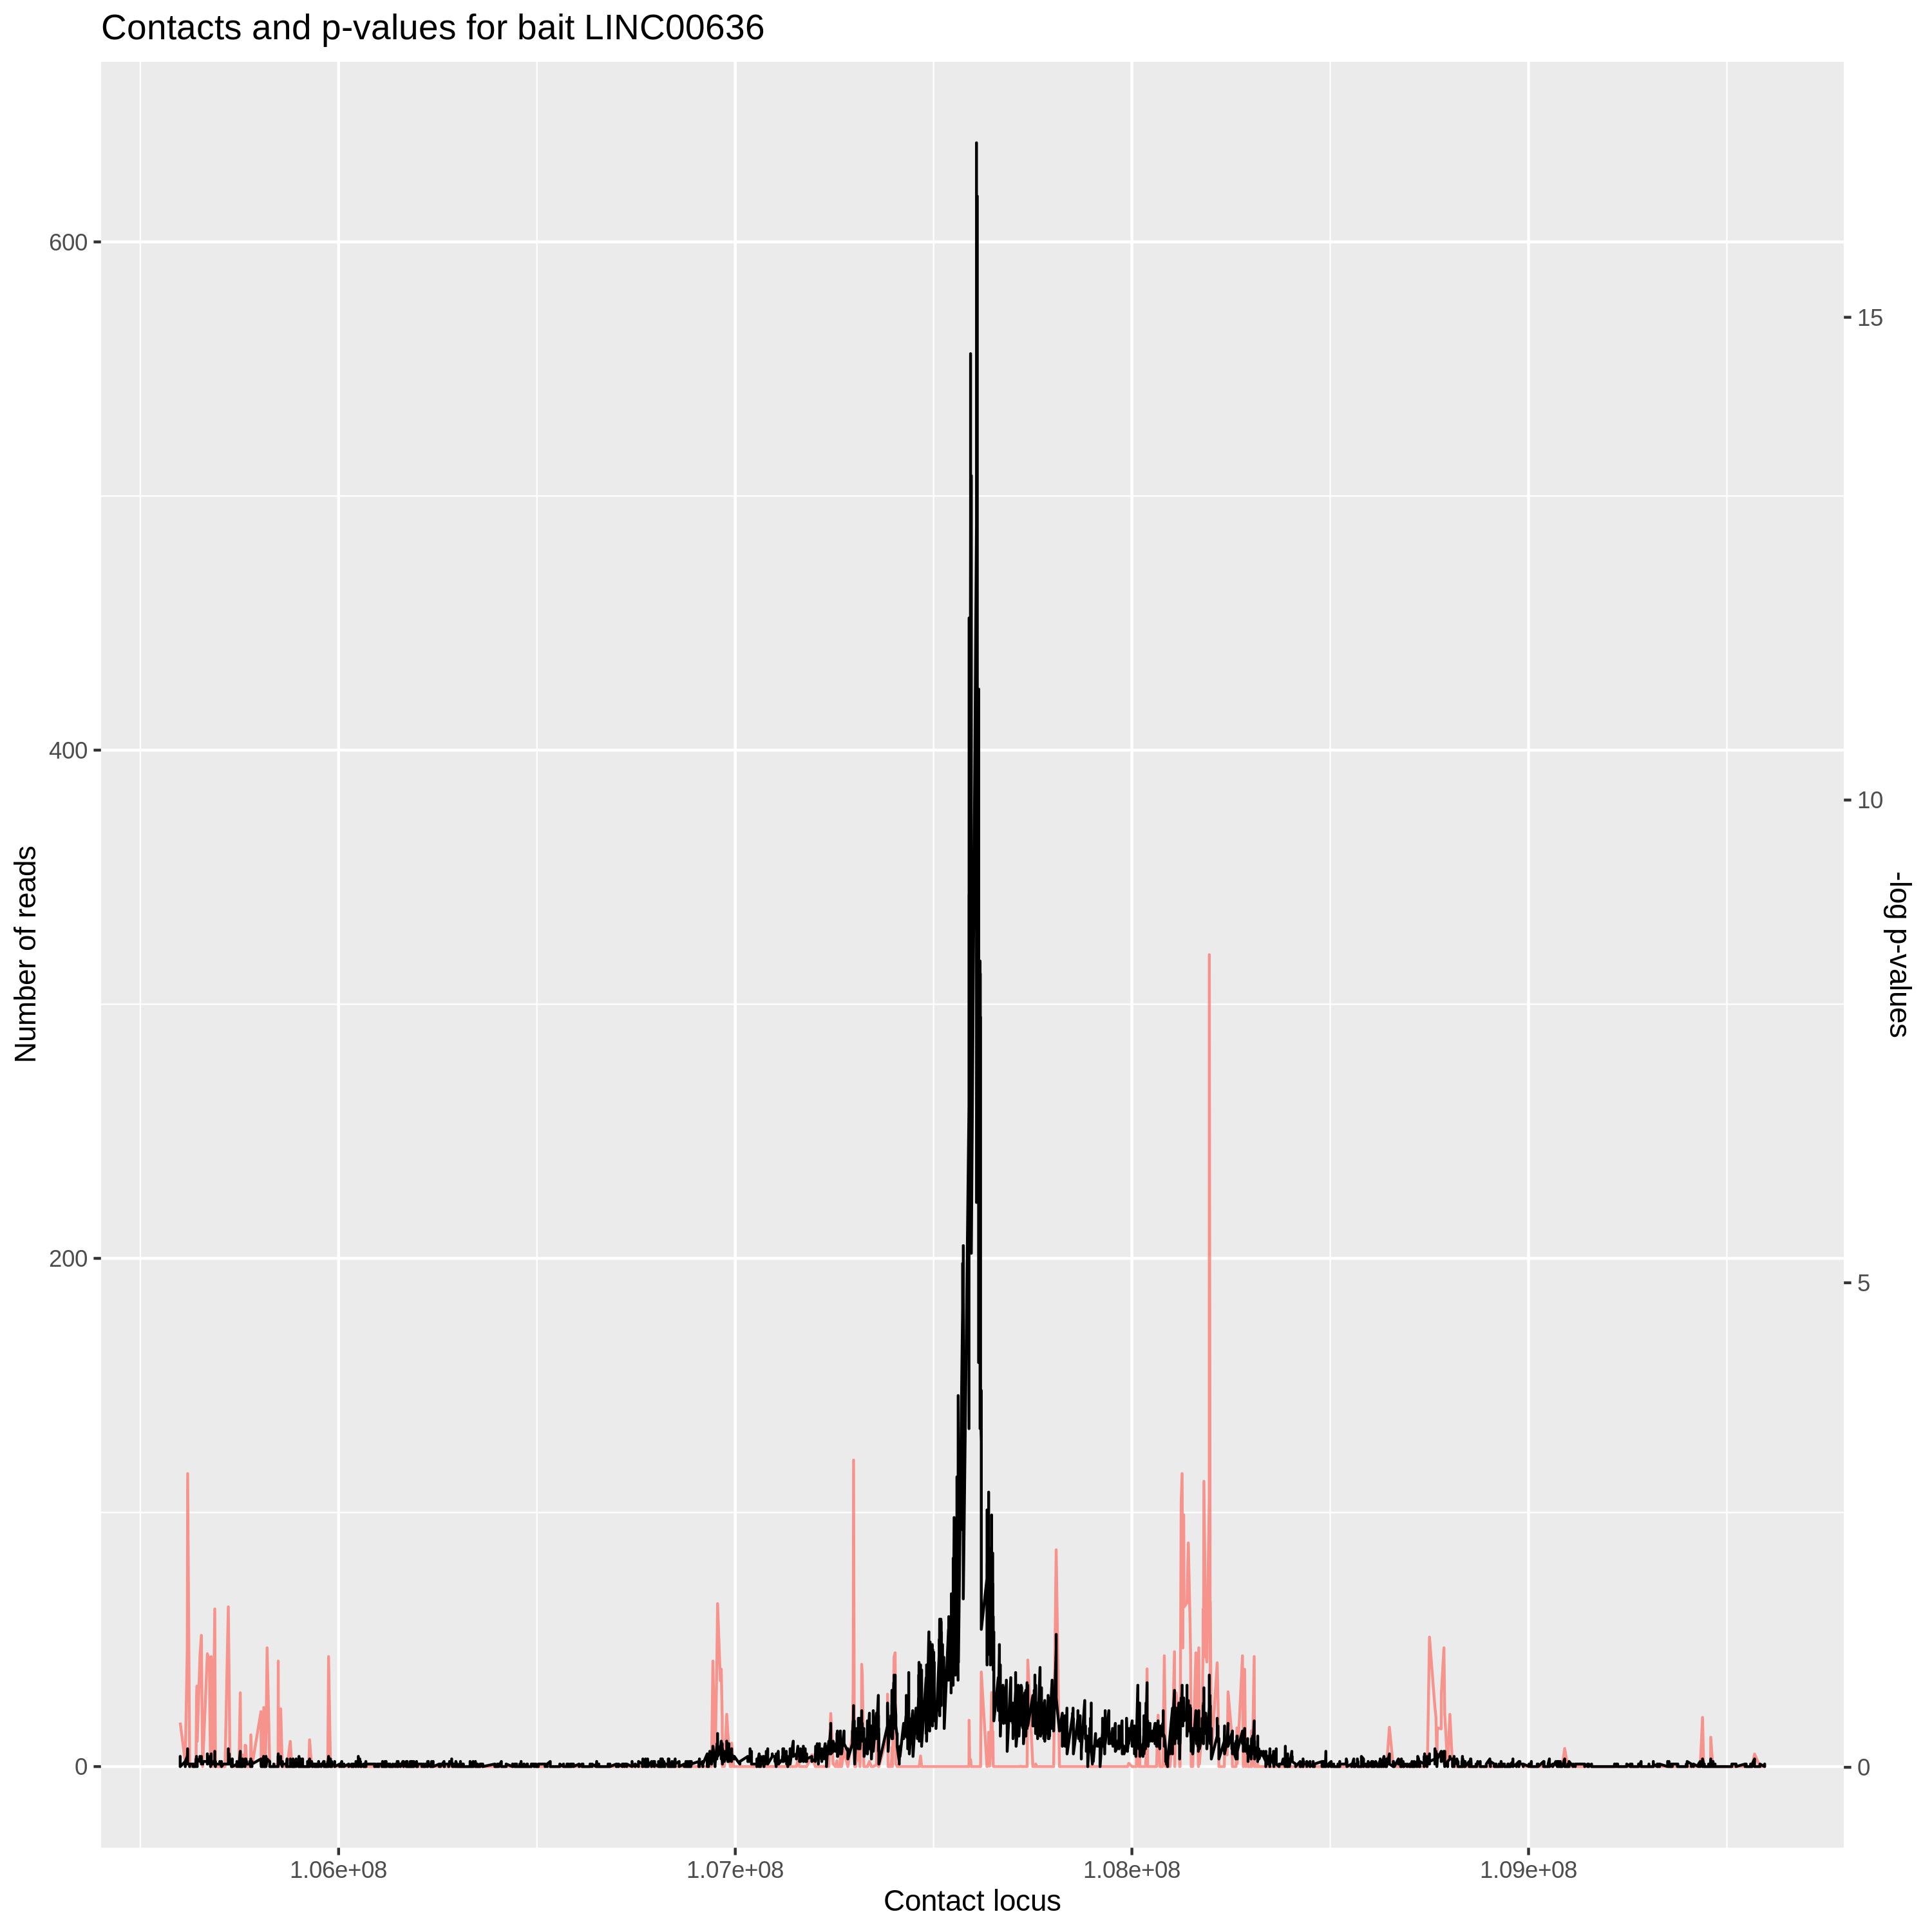 Contacts and p-values for bait LINC00636
600
400
200
0
15
10
5
0
Number of reads
-log p-values
1.06e+08
1.07e+08
1.08e+08
1.09e+08
Contact locus